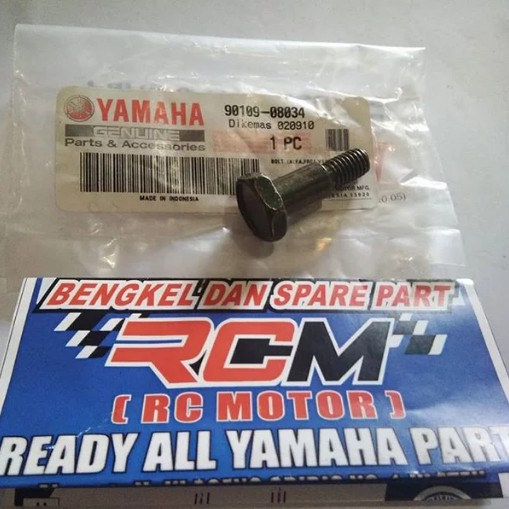 YAMAHA
GENUINE
Parts & Accessories
90109-08034
Dikemas 020910
1 PC
MADE IN INDONESIA
BENGKEL DAN SPARE PART
RCM
( RC MOTOR )
READY ALL YAMAHA PART